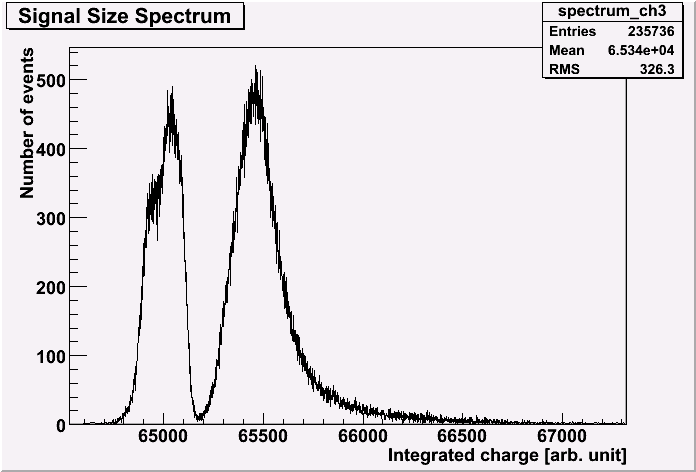 Signal Size Spectrum
spectrum_ch3
Entries 235736
Mean 6.534e+04
RMS 326.3
Number of events
500
400
300
200
100
0
65000 65500 66000 66500 67000
Integrated charge [arb. unit]